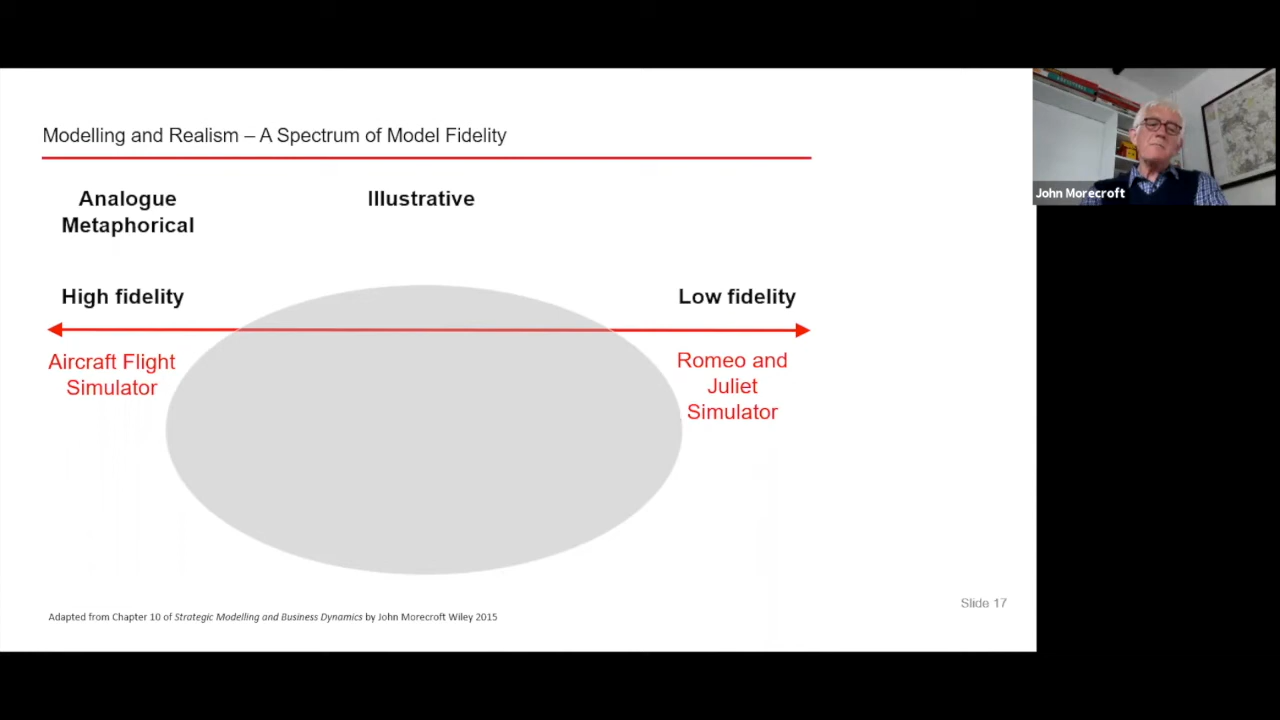 Modelling and Realism – A Spectrum of Model Fidelity
Analogue
Metaphorical
Illustrative
High fidelity
Low fidelity
Aircraft Flight
Simulator
Romeo and
Juliet
Simulator
Adapted from Chapter 10 of Strategic Modelling and Business Dynamics by John Morecroft Wiley 2015
Slide 17
John Morecroft